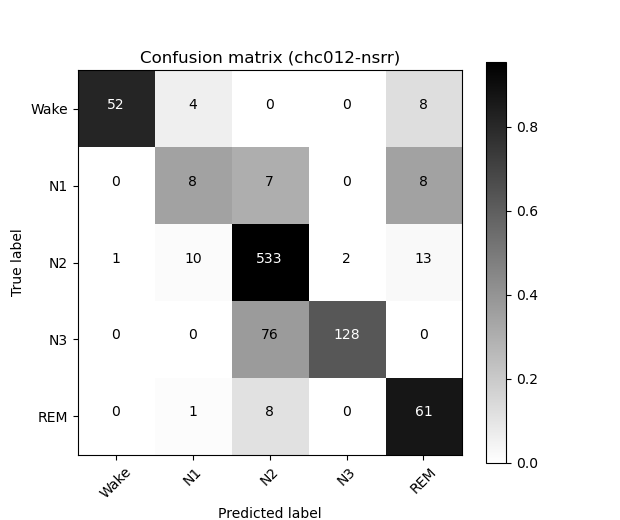 Confusion matrix (chc012-nsrr)
True label
Wake 52 4 0 0 8
N1 0 8 7 0 8
N2 1 10 533 2 13
N3 0 0 76 128 0
REM 0 1 8 0 61
Wake N1 N2 N3 REM
Predicted label
0.8
0.6
0.4
0.2
0.0